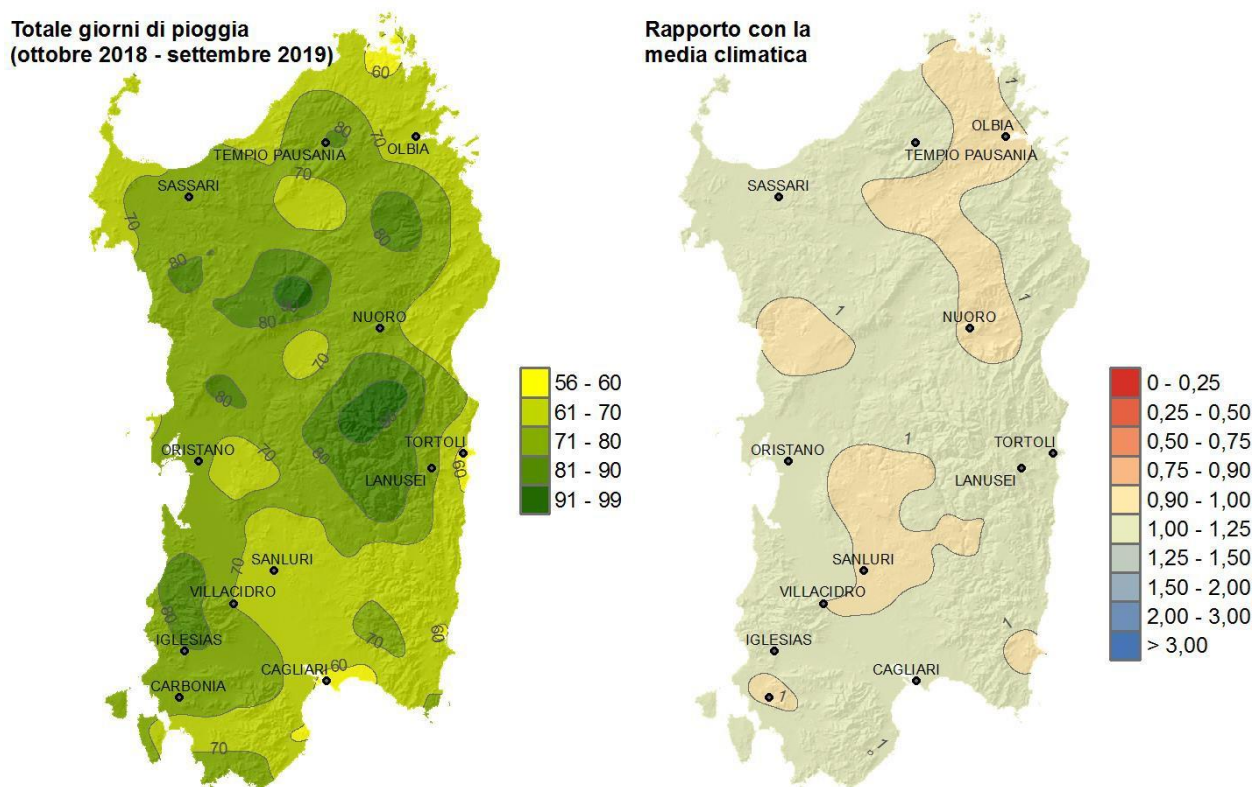 Totale giorni di pioggia
(ottobre 2018 - settembre 2019)
60
80
70
TEMPIO PAUSANIA
OLBIA
70
SASSARI
70
80
80
80
NUORO
70
80
TORTOLI
ORISTANO
70
80
60
LANUSEI
SANLURI
70
VILLACIDRO
80
70
60
IGLESIAS
CAGLIARI
60
CARBONIA
70
56 - 60
61 - 70
71 - 80
81 - 90
91 - 99
Rapporto con la
media climatica
1
OLBIA
TEMPIO PAUSANIA
SASSARI
1
1
NUORO
1
TORTOLI
ORISTANO
LANUSEI
SANLURI
VILLACIDRO
1
IGLESIAS
CAGLIARI
1
1
0 - 0,25
0,25 - 0,50
0,50 - 0,75
0,75 - 0,90
0,90 - 1,00
1,00 - 1,25
1,25 - 1,50
1,50 - 2,00
2,00 - 3,00
> 3,00